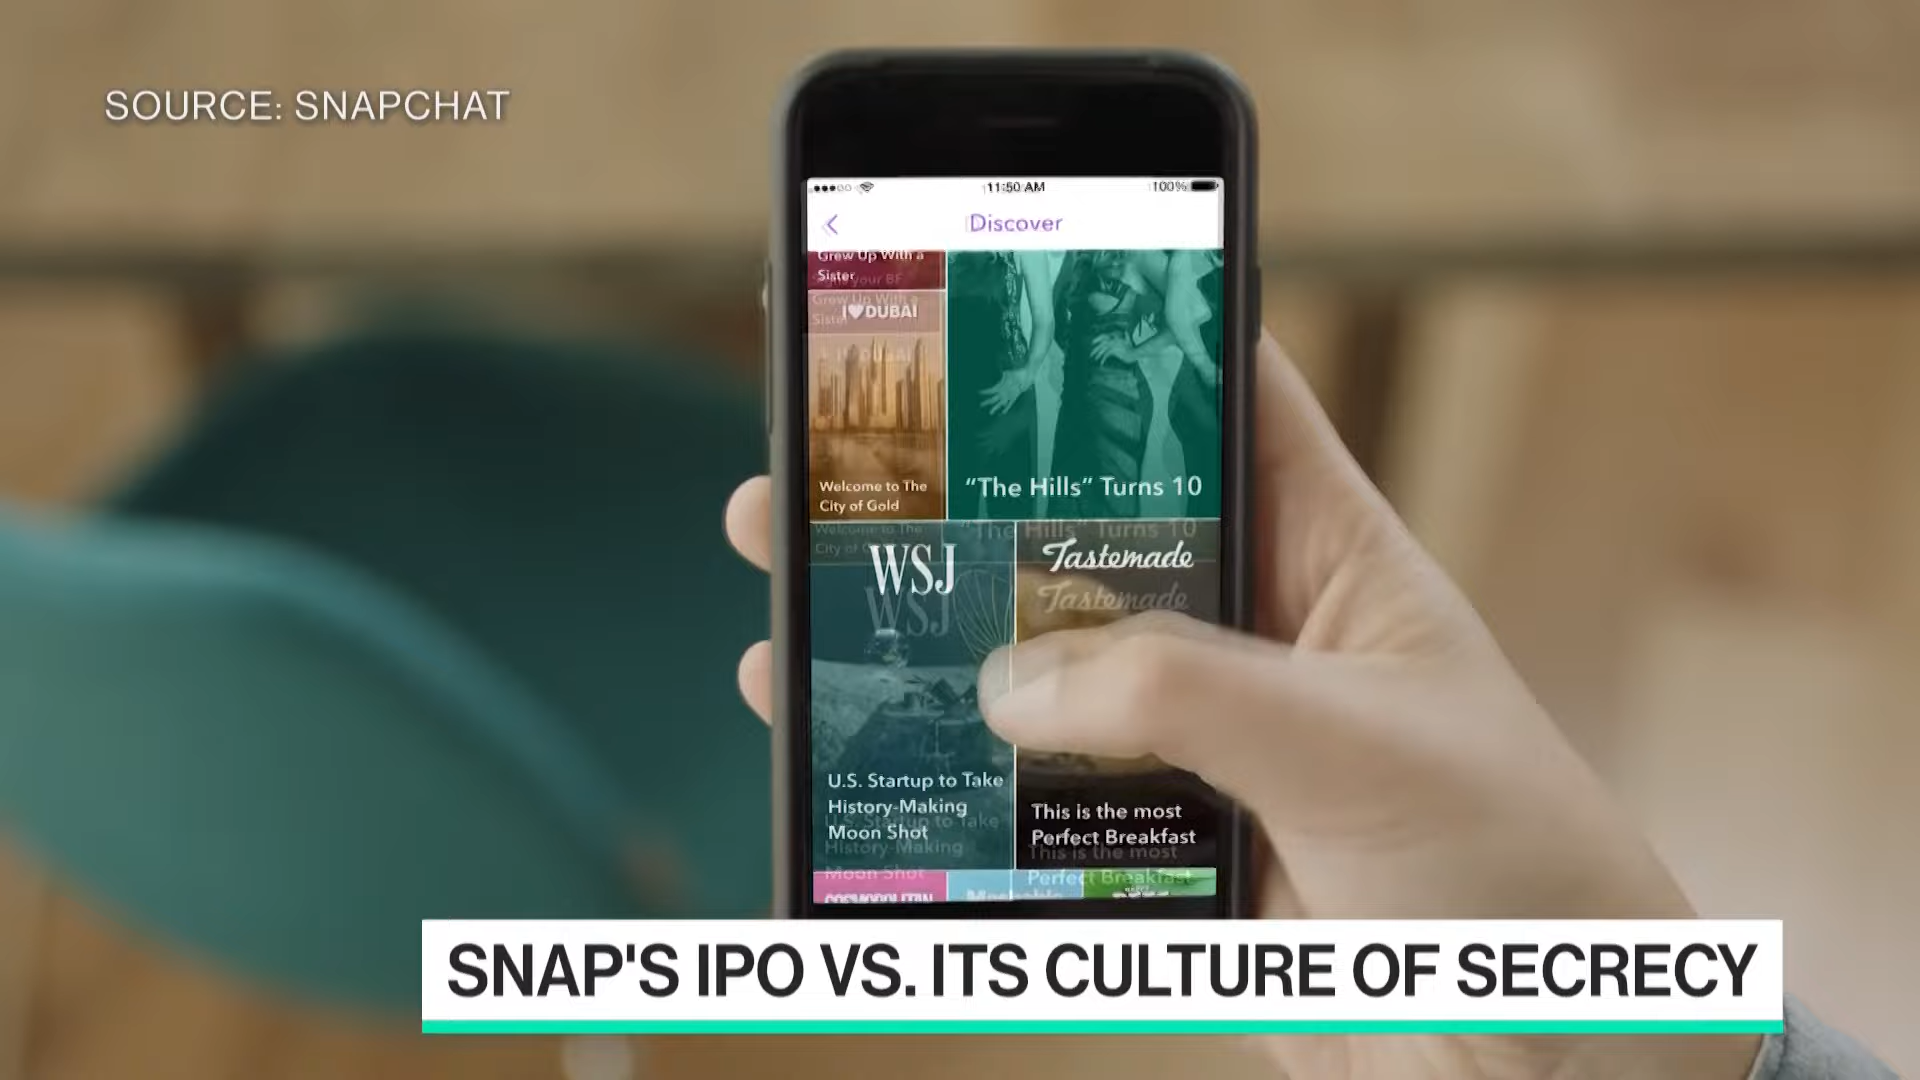 SOURCE: SNAPCHAT
11:50 AM
100%
Discover
Grew Up With a
Sister
I♥DUBAI
Welcome to The
City of Gold
"The Hills" Turns 10
WSJ
Tastemade
U.S. Startup to Take
History-Making
Moon Shot
This is the most
Perfect Breakfast
COSMOPOLITAN
Mashable
SNAP'S IPO VS. ITS CULTURE OF SECRECY